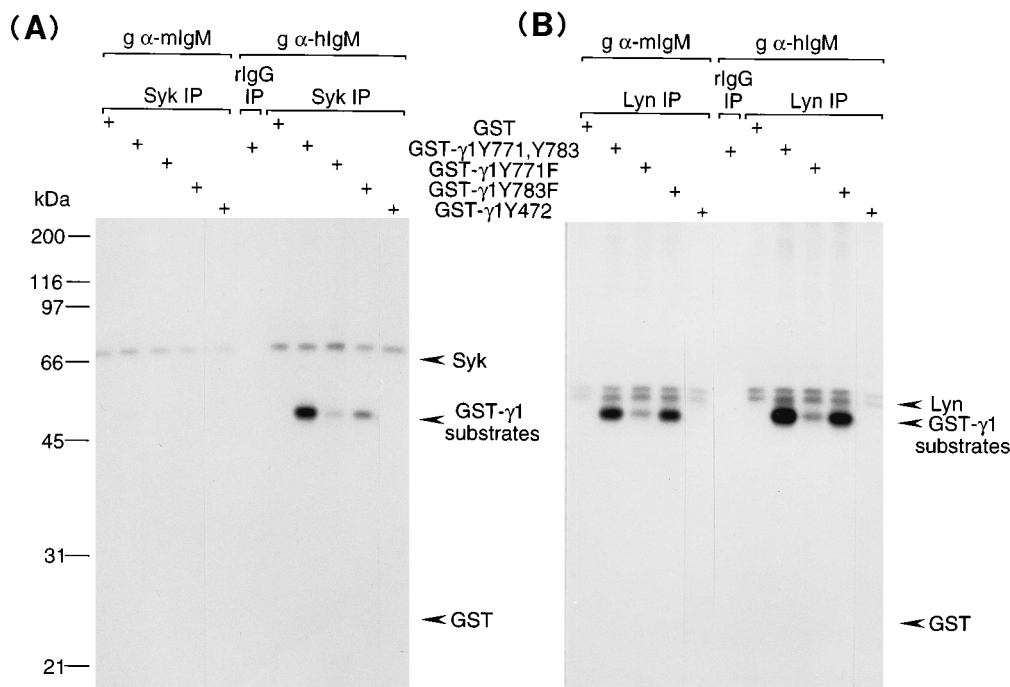 (A)
g α-mIgM
g α-hIgM
rIgG
IP
Syk IP
Syk IP
(B)
g α-mIgM
g α-hIgM
rIgG
IP
Lyn IP
Lyn IP
+ + + + GST
+ + + GST-γ1Y771,Y783 + +
+ + GST-γ1Y771F + +
+ + GST-γ1Y783F + +
+ + GST-γ1Y472 + +
kDa
200
116
97
66
45
31
21
Syk
GST-γ1
substrates
GST
Lyn
GST-γ1
substrates
GST